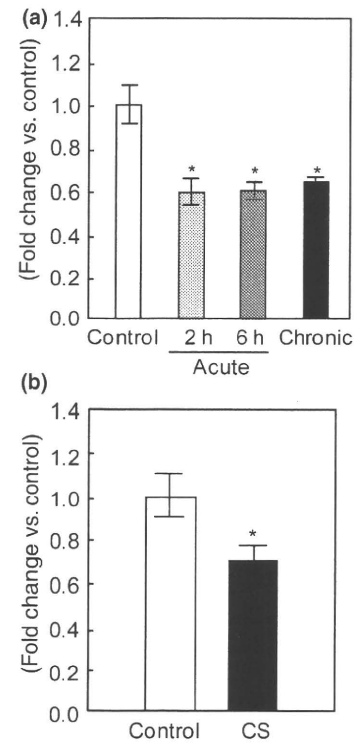 (a)
(Fold change vs. control)
1.4
1.2
1.0
0.8
0.6
0.4
0.2
0.0
*
*
*
Control
2 h
6 h
Chronic
Acute
(b)
(Fold change vs. control)
1.4
1.2
1.0
0.8
0.6
0.4
0.2
0.0
*
Control
CS